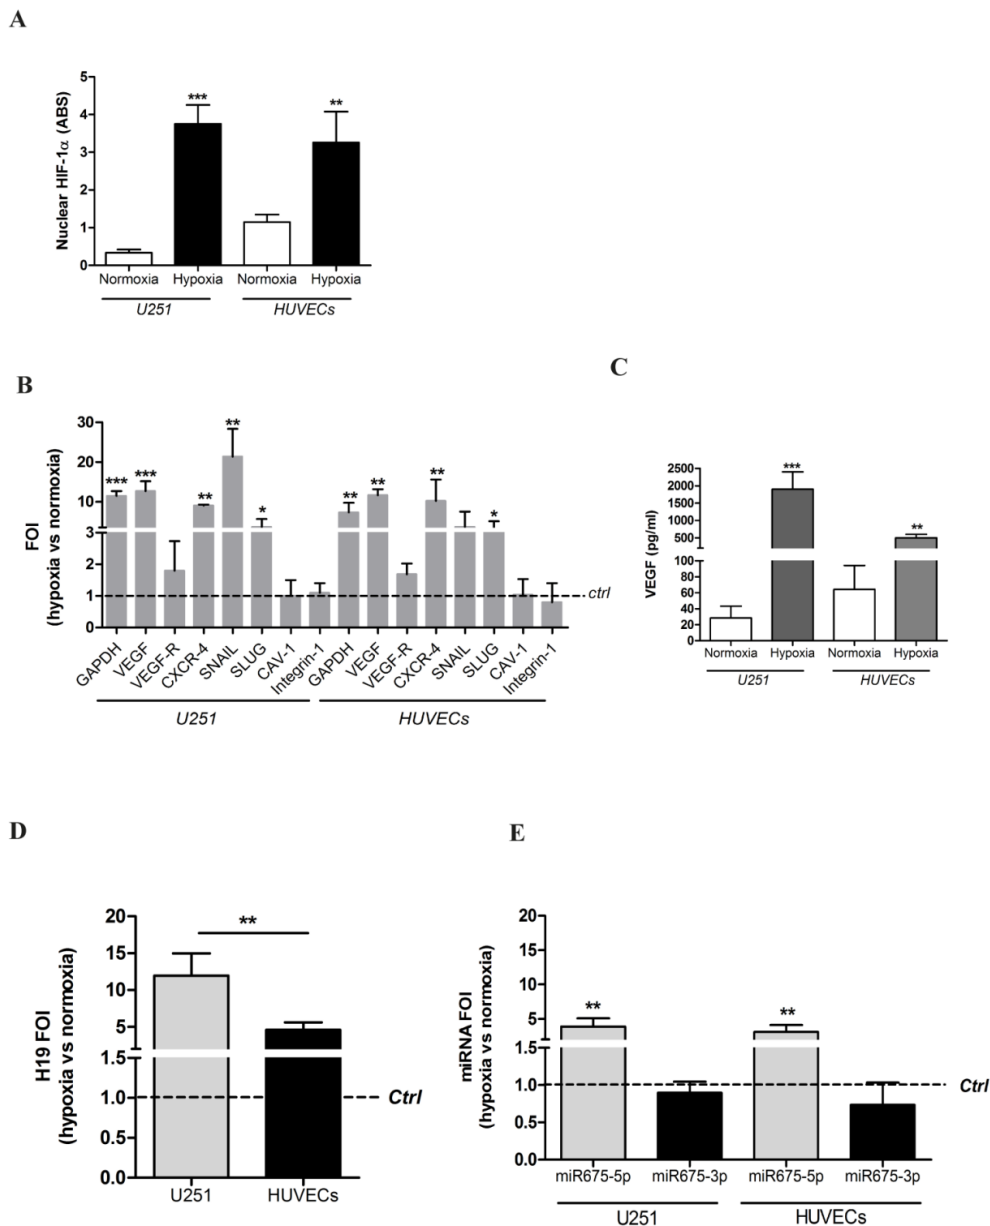 A
Nuclear HIF-1α (ABS)
5
4
3
2
1
0
***
**
Normoxia Hypoxia Normoxia Hypoxia
U251 HUVECs
B
FOI
(hypoxia vs normoxia)
30
20
10
3
2
1
0
*** *** ** ** * ** ** ** *
ctrl
GAPDH VEGF VEGF-R CXCR-4 SNAIL SLUG CAV-1 Integrin-1 GAPDH VEGF VEGF-R CXCR-4 SNAIL SLUG CAV-1 Integrin-1
U251 HUVECs
C
VEGF (pg/ml)
2500
2000
1500
1000
500
100
80
60
40
20
0
***
**
Normoxia Hypoxia Normoxia Hypoxia
U251 HUVECs
D
H19 FOI
(hypoxia vs normoxia)
20
15
10
5
1.5
1.0
0.5
0.0
**
Ctrl
U251 HUVECs
E
miRNA FOI
(hypoxia vs normoxia)
20
15
10
5
1.5
1.0
0.5
0.0
** **
Ctrl
miR675-5p miR675-3p miR675-5p miR675-3p
U251 HUVECs